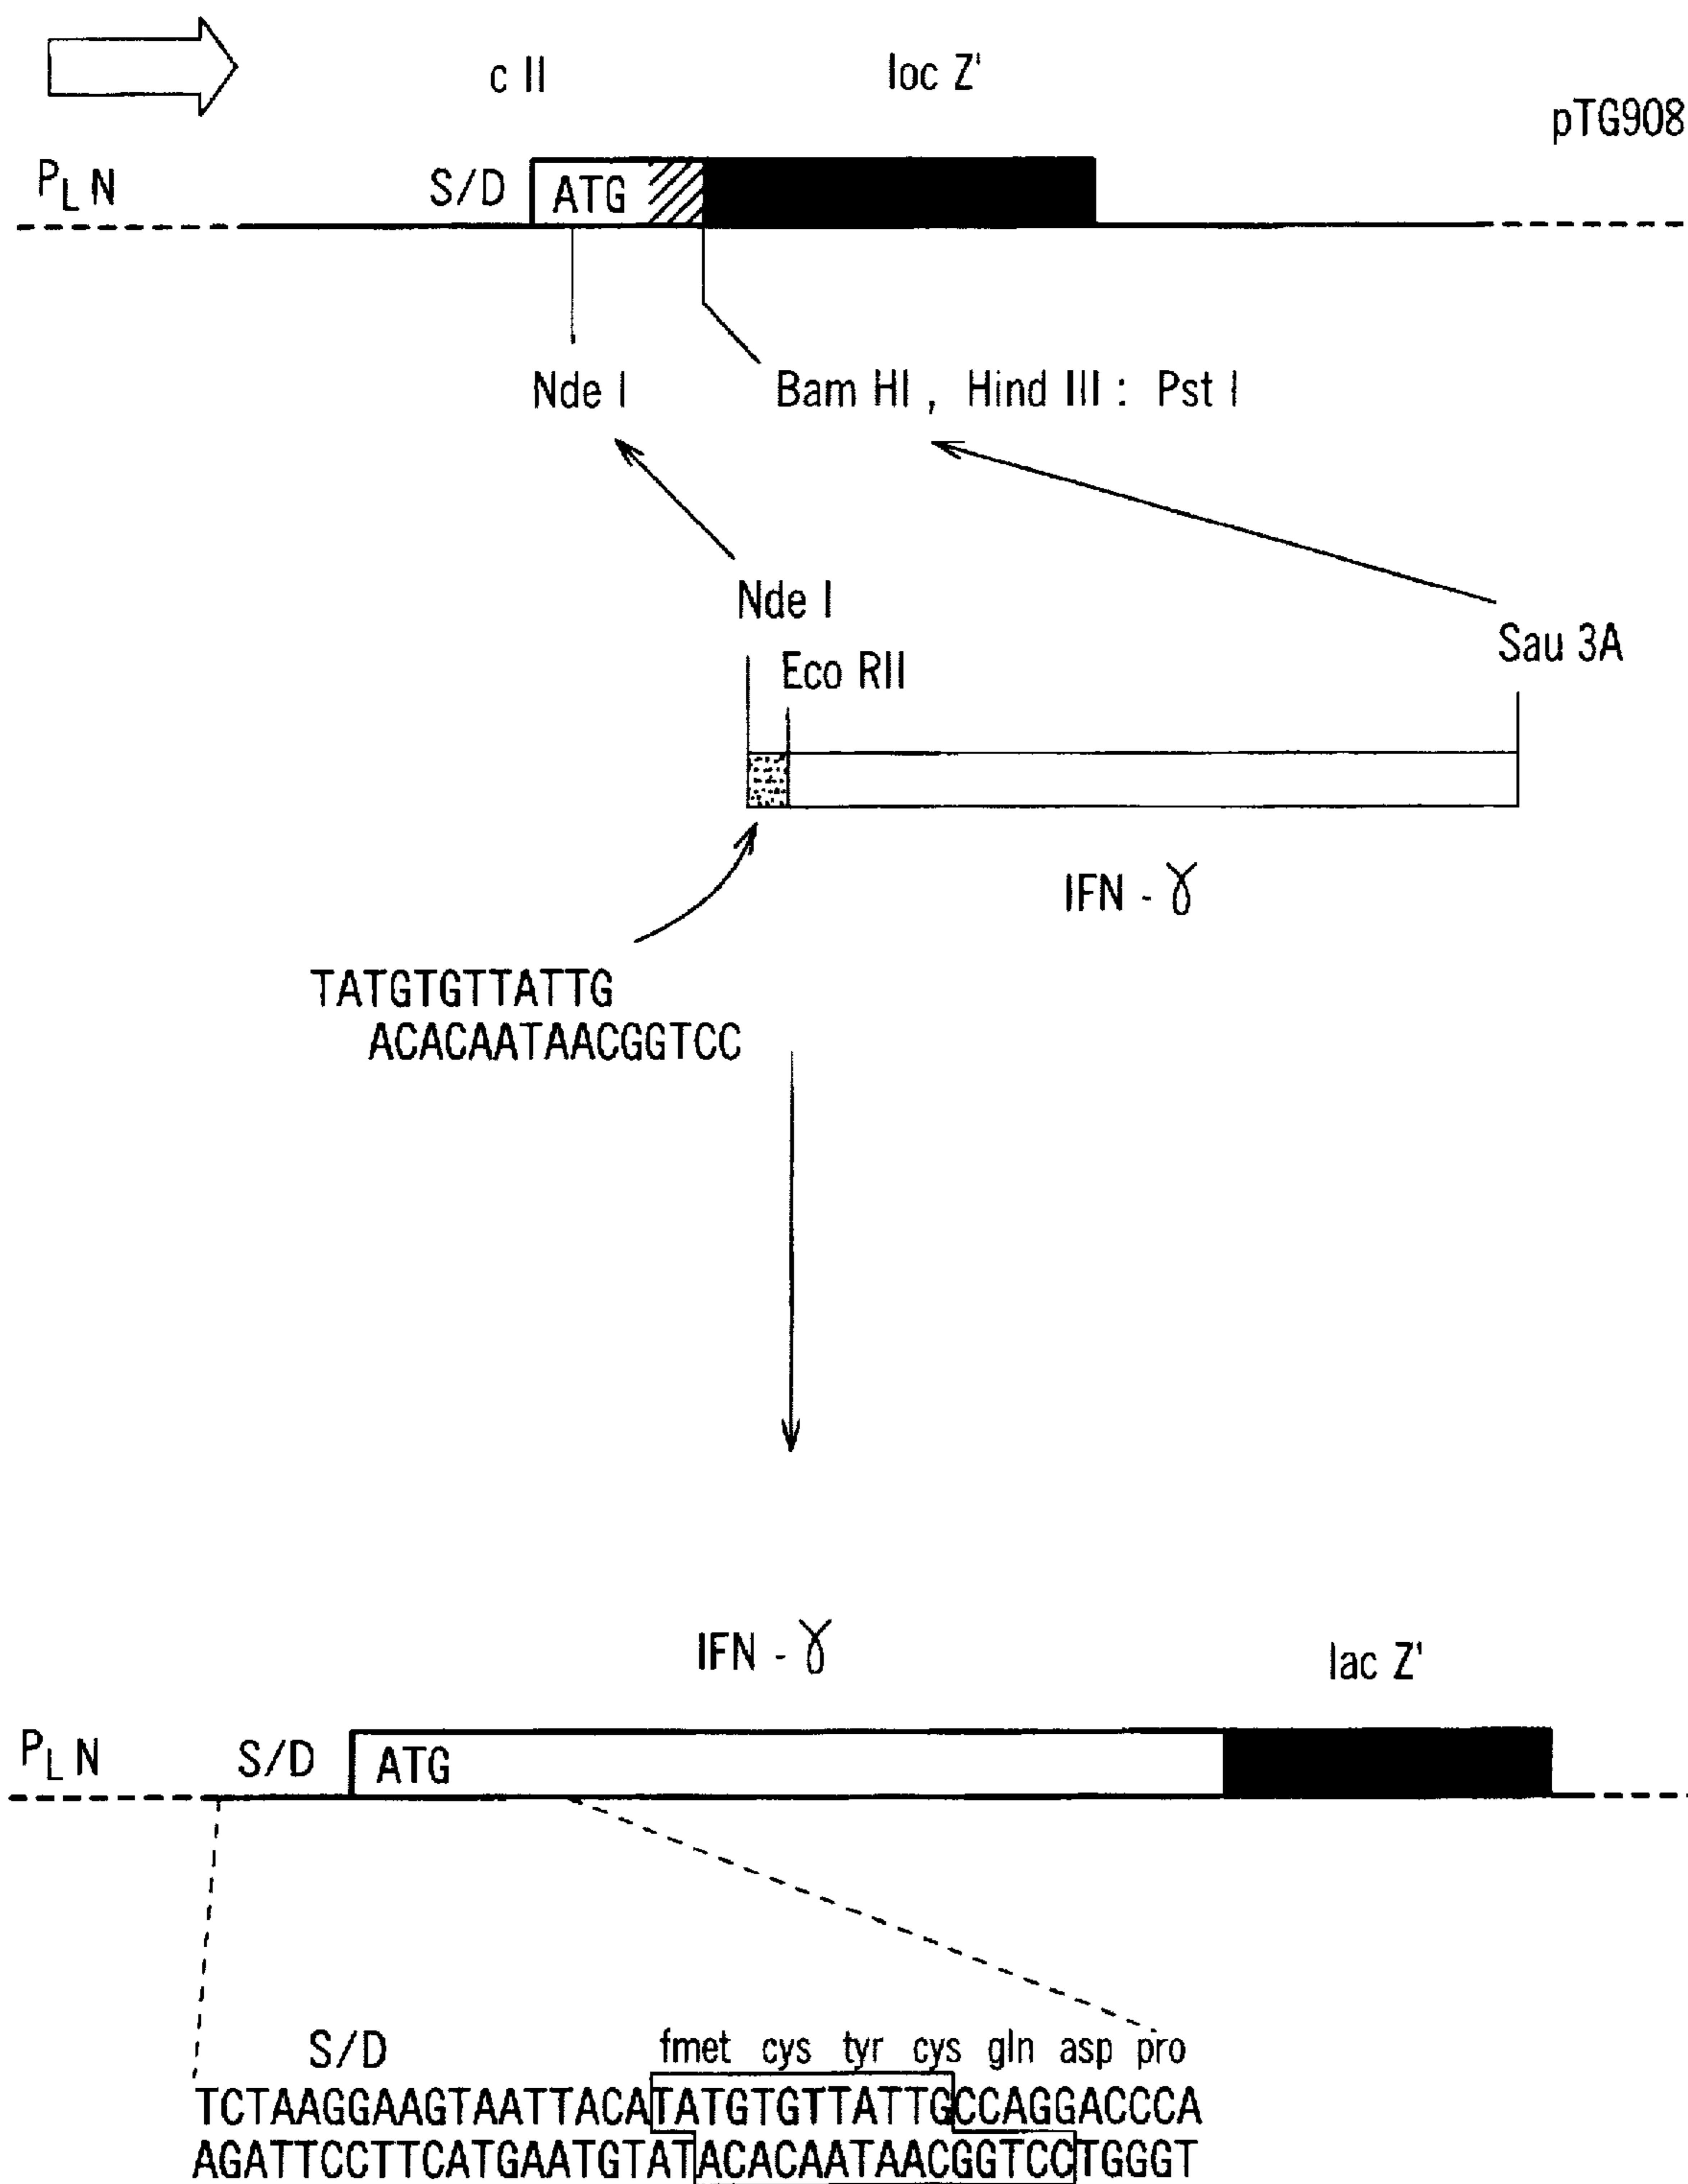 c II loc Z'
pTG908
PL N S/D ATG
Nde I Bam HI , Hind III : Pst I
Nde I
Sau 3A
Eco RII
IFN - γ
TATGTGTTATTG
ACACAATAACGGTCC
IFN - γ
lac Z'
PL N S/D ATG
S/D fmet cys tyr cys gln asp pro
TCTAAGGAAGTAATTACATATGTGTTATTGCCAGGACCCA
AGATTCCTTCATGAATGTATACACAATAACGGTCCTGGGT